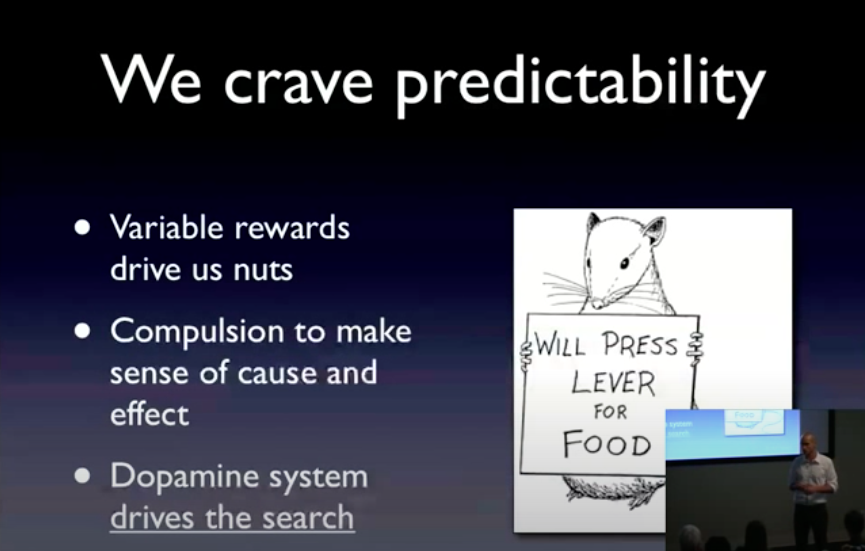 We crave predictability
Variable rewards
drive us nuts
Compulsion to make
sense of cause and
effect
Dopamine system
drives the search
WILL PRESS
LEVER
FOR
FOOD